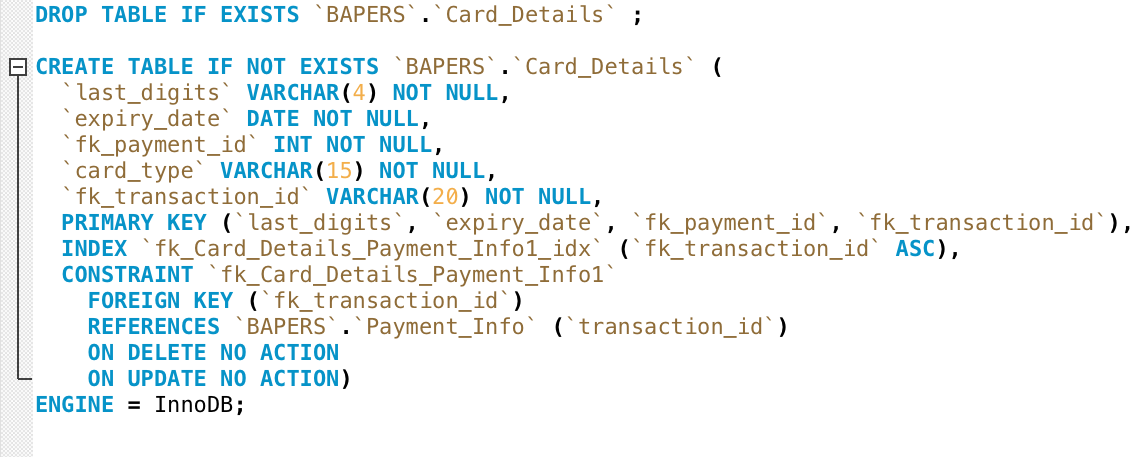 DROP TABLE IF EXISTS `BAPERS`.`Card_Details` ;
CREATE TABLE IF NOT EXISTS `BAPERS`.`Card_Details` (
`last_digits` VARCHAR(4) NOT NULL,
`expiry_date` DATE NOT NULL,
`fk_payment_id` INT NOT NULL,
`card_type` VARCHAR(15) NOT NULL,
`fk_transaction_id` VARCHAR(20) NOT NULL,
PRIMARY KEY (`last_digits`, `expiry_date`, `fk_payment_id`, `fk_transaction_id`),
INDEX `fk_Card_Details_Payment_Info1_idx` (`fk_transaction_id` ASC),
CONSTRAINT `fk_Card_Details_Payment_Info1`
FOREIGN KEY (`fk_transaction_id`)
REFERENCES `BAPERS`.`Payment_Info` (`transaction_id`)
ON DELETE NO ACTION
ON UPDATE NO ACTION)
ENGINE = InnoDB;